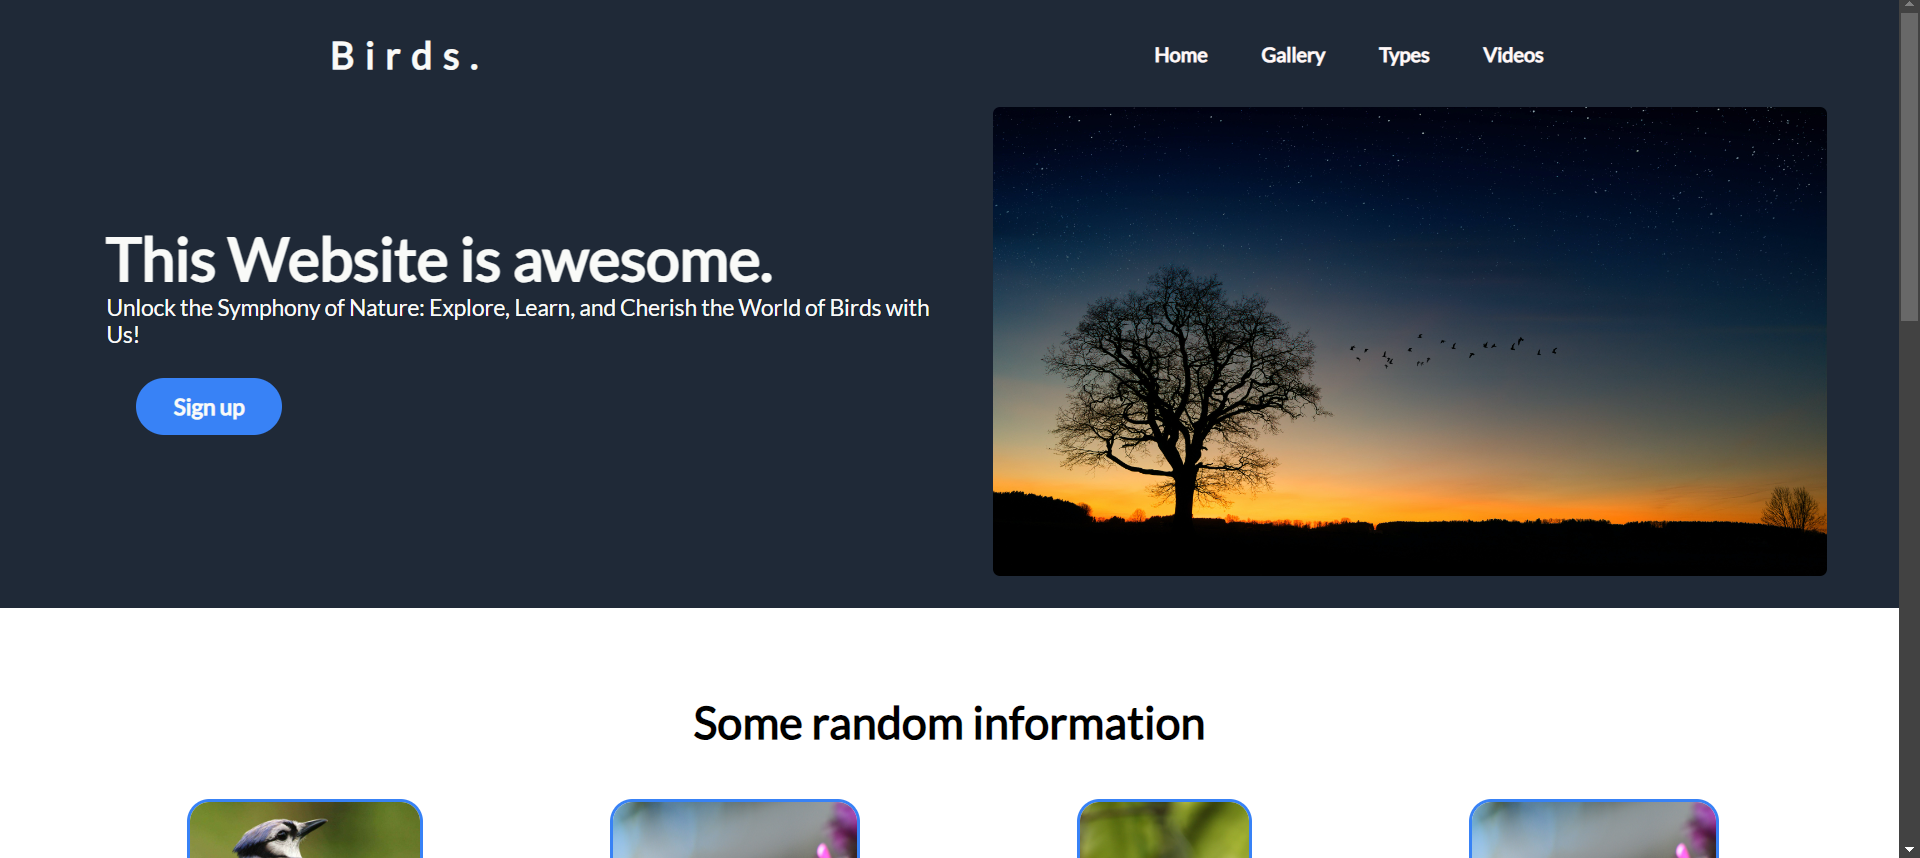 Birds.
Home Gallery Types Videos
This Website is awesome.
Unlock the Symphony of Nature: Explore, Learn, and Cherish the World of Birds with
Us!
Sign up
Some random information